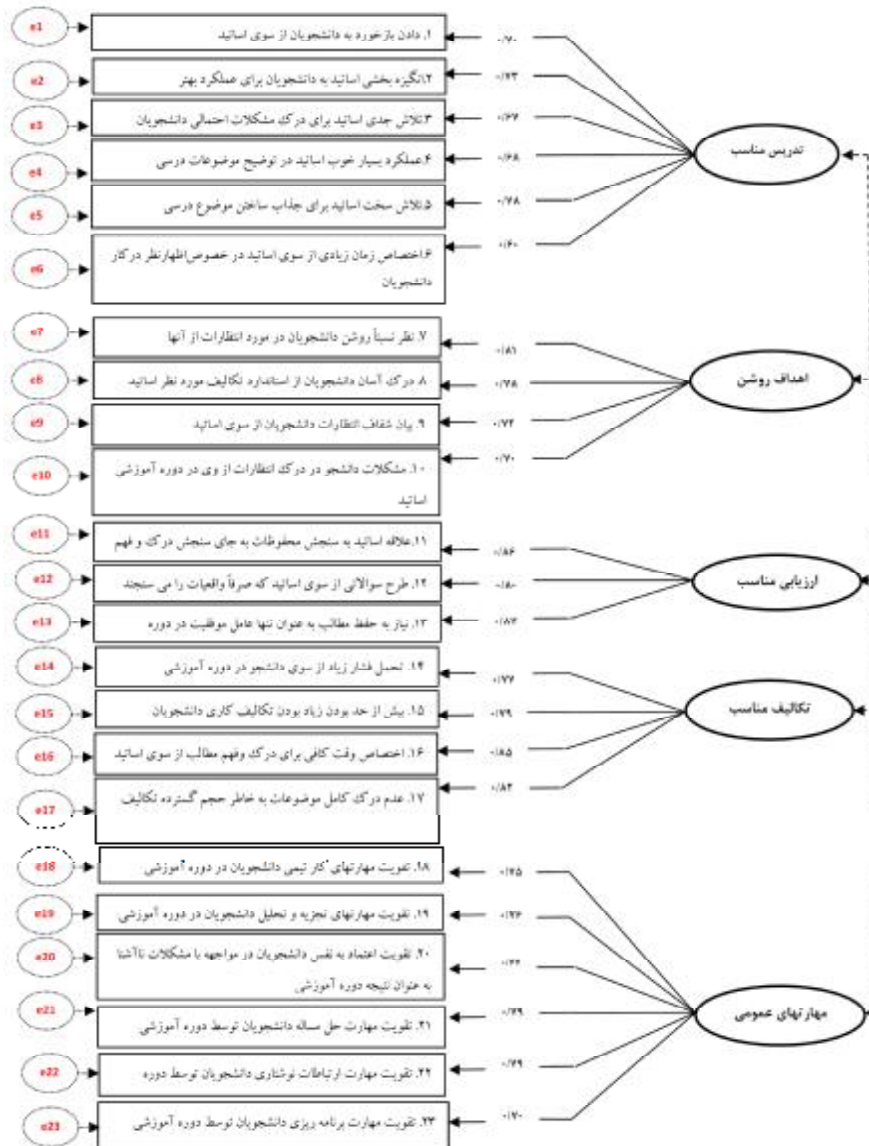 e1
۱. دادن بازخورد به دانشجویان از سوی اساتید
۰/۷۰
e2
۲.انگیزه بخشی اساتید به دانشجویان برای عملکرد بهتر
e3
۳.تلاش جدی اساتید برای درک مشکلات احتمالی دانشجویان
۰/۶۷
e4
۴.عملکرد بسیار خوب اساتید در توضیح موضوعات درسی
۰/۶۸
e5
۵.تلاش سخت اساتید برای جذاب ساختن موضوع درسی
۰/۷۸
e6
۶.اختصاص زمان زیادی از سوی اساتید در خصوص اظهارنظر درکار
دانشجویان
تدریس مناسب
e7
۷. نظر نسبتاً روشن دانشجویان در مورد انتظارات از آنها
۰/۸۱
e8
۸. درک آسان دانشجویان از استاندارد تکالیف مورد نظر اساتید
۰/۷۸
e9
۹. بیان شفاف انتظارات دانشجویان از سوی اساتید
e10
۱۰. مشکلات دانشجو در درک انتظارات از وی در دوره آموزشی
اساتید
۰/۷۰
اهداف روشن
e11
۱۱.علاقه اساتید به سنجش محفوظات به جای سنجش درک و فهم
۰/۸۶
e12
۱۲. طرح سوالاتی از سوی اساتید که صرفاً واقعیات را می سنجند
۰/۸۰
e13
۱۳. نیاز به حفظ مطالب به عنوان تنها عامل موفقیت در دوره
ارزیابی مناسب
e14
۱۴. تحمل فشار زیاد از سوی دانشجو در دوره آموزشی
۰/۷۷
e15
۱۵. بیش از حد بودن زیاد بودن تکالیف کاری دانشجویان
۰/۷۹
e16
۱۶. اختصاص وقت کافی برای درک وفهم مطالب از سوی اساتید
۰/۸۵
e17
۱۷. عدم درک کامل موضوعات به خاطر حجم گسترده تکالیف
تکالیف مناسب
e18
۱۸. تقویت مهارتهای کار تیمی دانشجویان در دوره آموزشی
e19
۱۹. تقویت مهارتهای تجزیه و تحلیل دانشجویان در دوره آموزشی
e20
۲۰. تقویت اعتماد به نفس دانشجویان در مواجهه با مشکلات ناآشنا
به عنوان نتیجه دوره آموزشی
e21
۲۱. تقویت مهارت حل مساله دانشجویان توسط دوره آموزشی
۰/۷۹
e22
۲۲. تقویت مهارت ارتباطات نوشتاری دانشجویان توسط دوره
۰/۷۹
e23
۲۳. تقویت مهارت برنامه ریزی دانشجویان توسط دوره آموزشی
۰/۷۰
مهارتهای عمومی